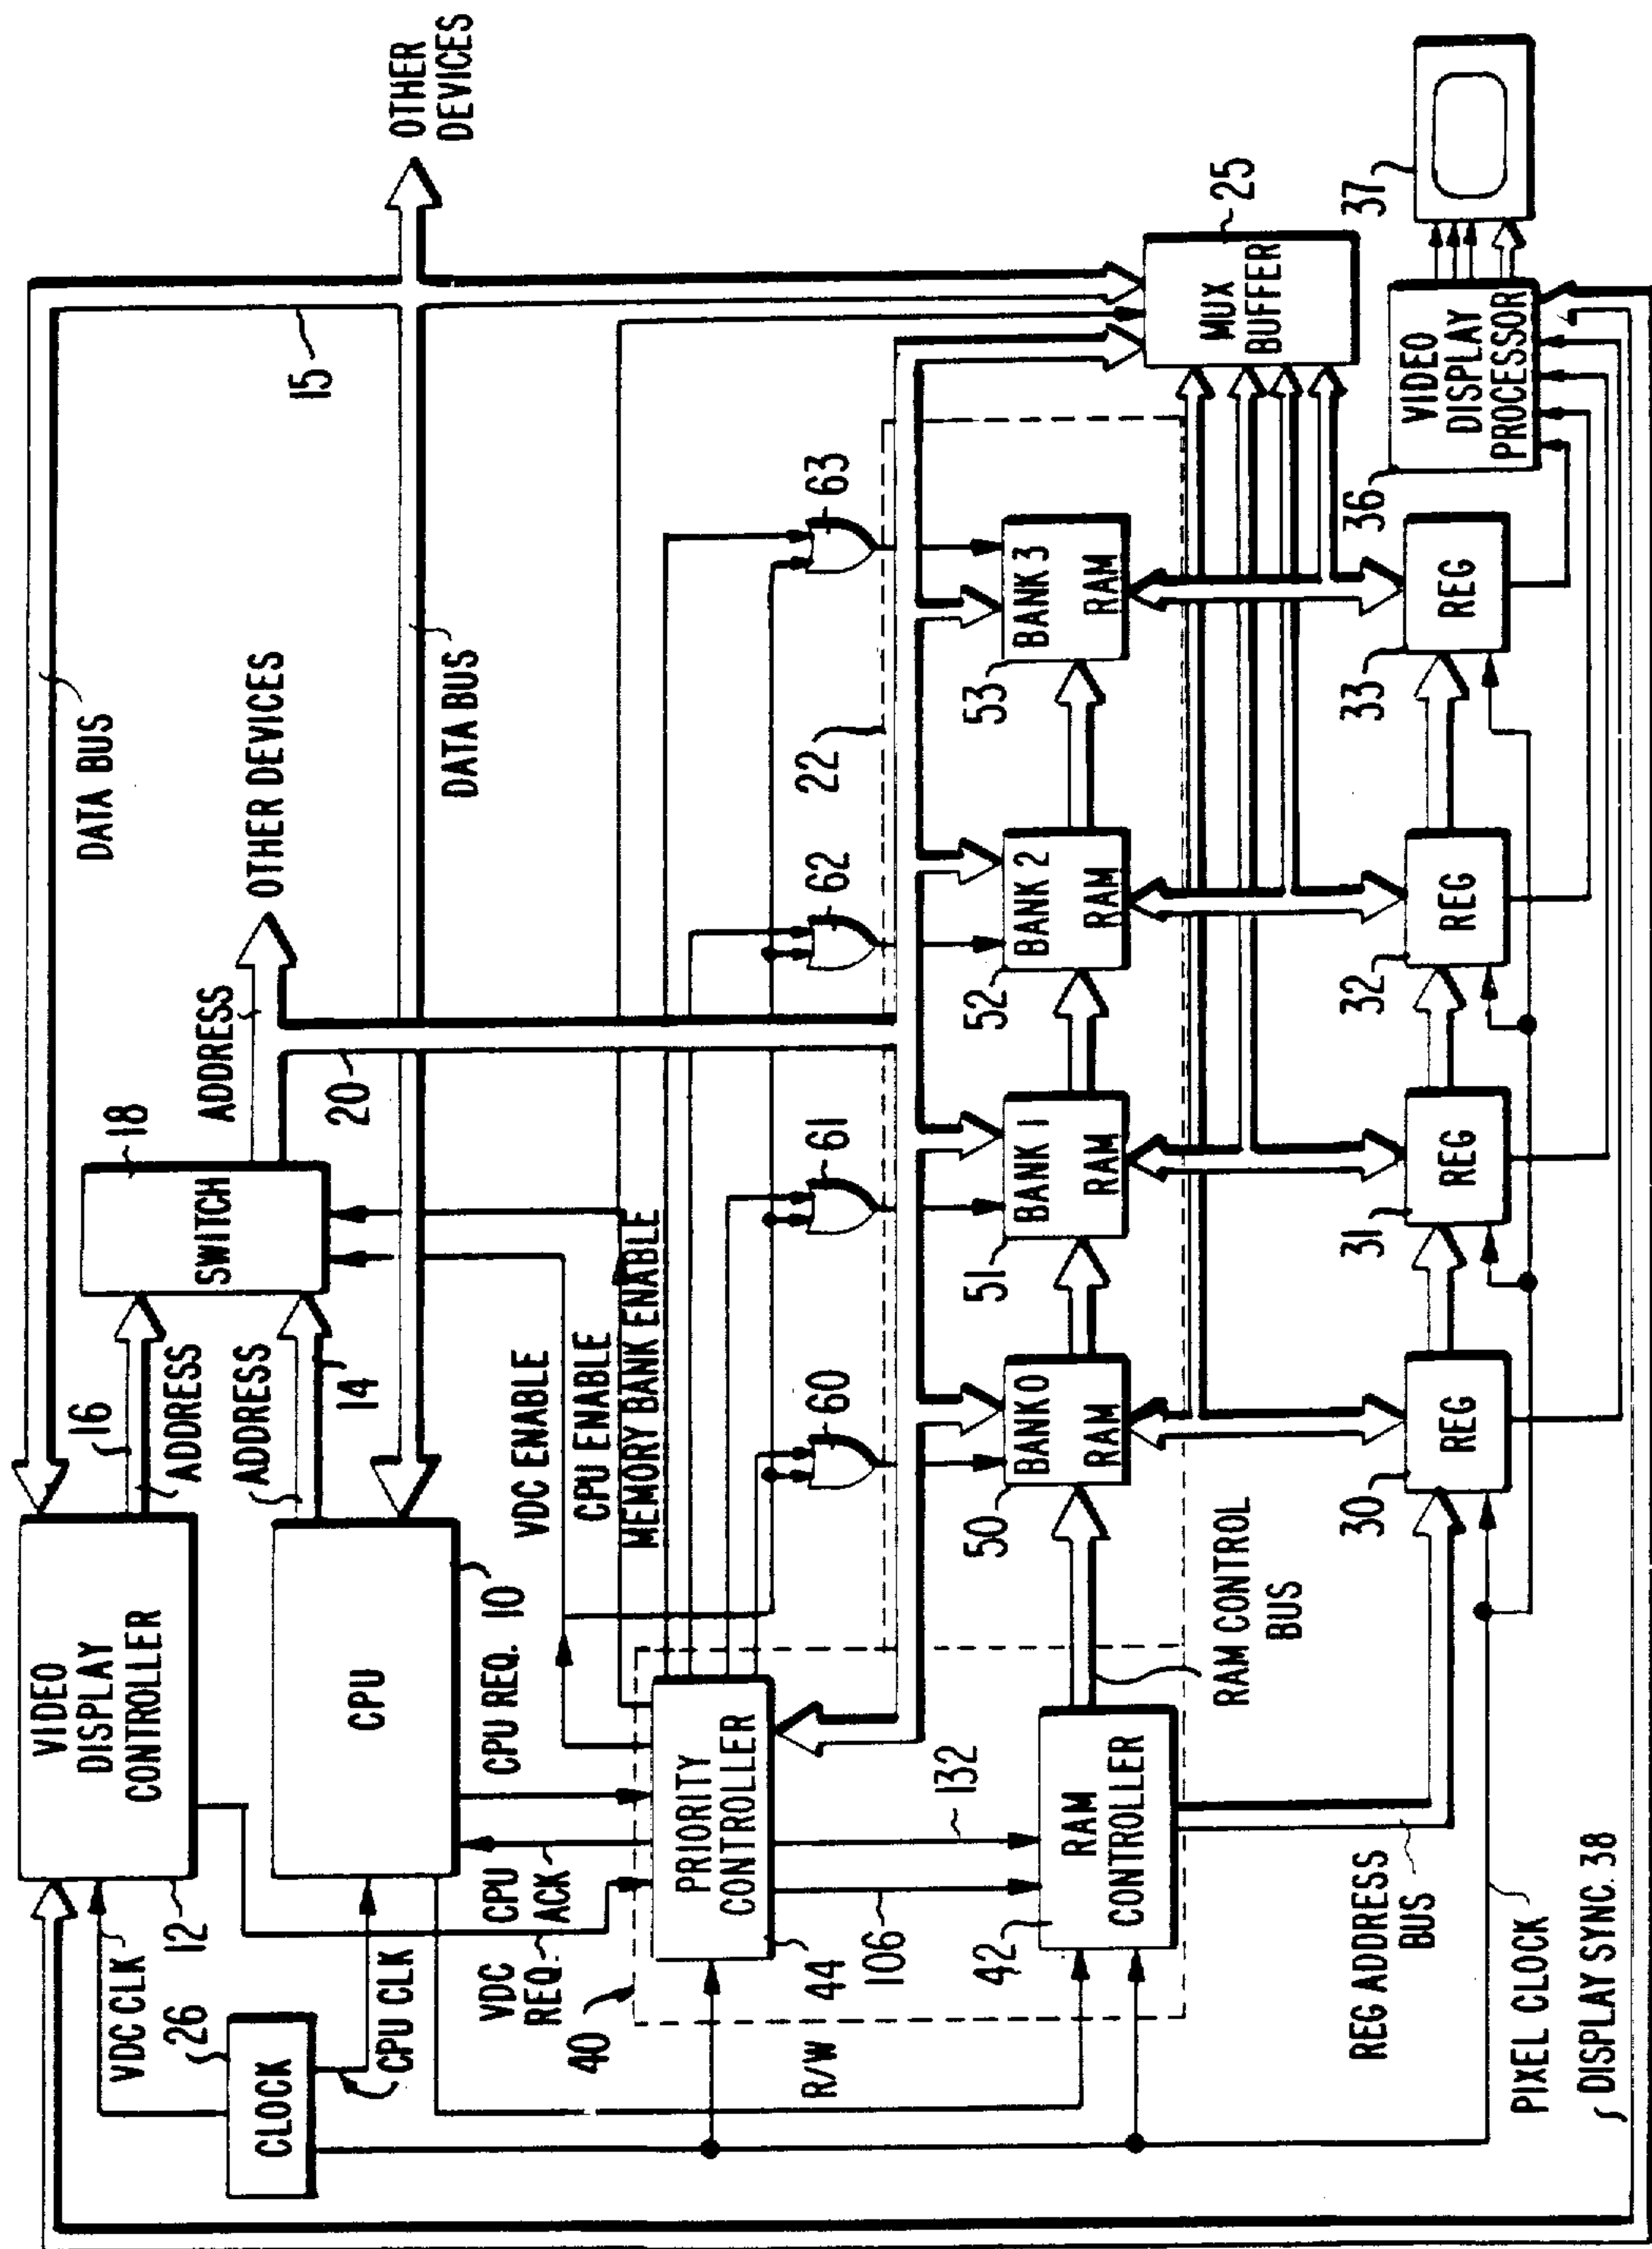 DATA BUS
15
OTHER
DEVICES
OTHER DEVICES
DATA BUS
ADDRESS
20
18
SWITCH
16
ADDRESS
ADDRESS
14
VIDEO
DISPLAY
CONTROLLER
12
VDC CLK
CPU
10
26
CLOCK
CPU CLK
CPU REQ.
CPU
ACK
VDC
REQ.
VDC ENABLE
CPU ENABLE
MEMORY BANK ENABLE
60
61
62
63
22
MUX
BUFFER
25
40
PRIORITY
CONTROLLER
44
106
132
R/W
RAM
CONTROLLER
42
RAM CONTROL
BUS
BANK 0
RAM
50
BANK 1
RAM
51
BANK 2
RAM
52
BANK 3
RAM
53
REG
30
REG
31
REG
32
REG
33
VIDEO
DISPLAY
PROCESSOR
36
37
REG ADDRESS
BUS
PIXEL CLOCK
DISPLAY SYNC. 38